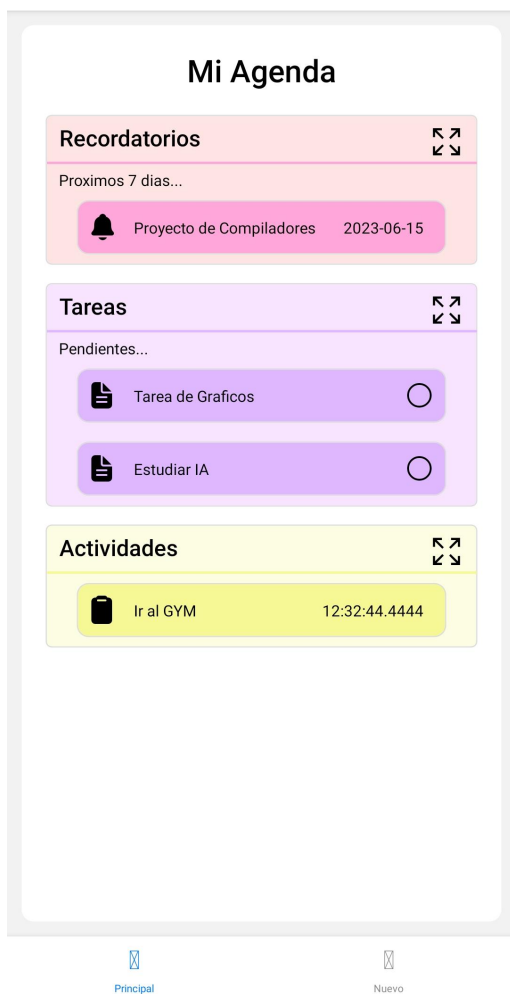 Mi Agenda
Recordatorios
Proximos 7 dias...
Proyecto de Compiladores 2023-06-15
Tareas
Pendientes...
Tarea de Graficos
Estudiar IA
Actividades
Ir al GYM 12:32:44.4444
Principal Nuevo